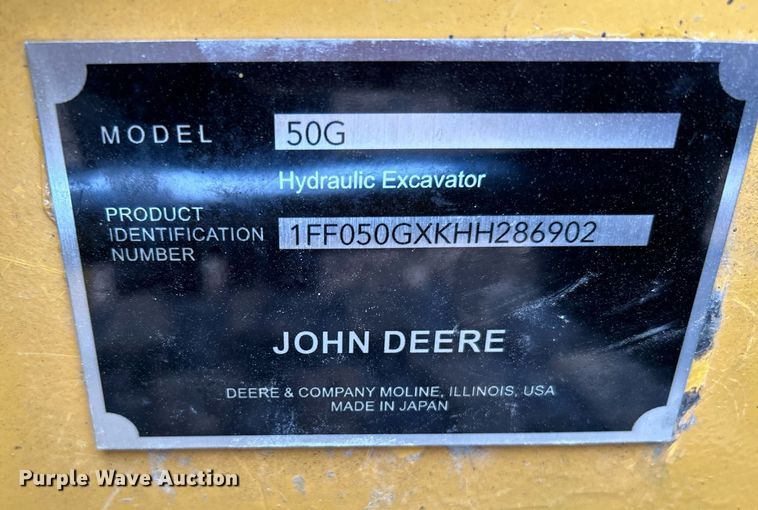 MODEL 50G
Hydraulic Excavator
PRODUCT
IDENTIFICATION
NUMBER
1FF050GXKHH286902
JOHN DEERE
DEERE & COMPANY MOLINE, ILLINOIS, USA
MADE IN JAPAN
Purple Wave Auction